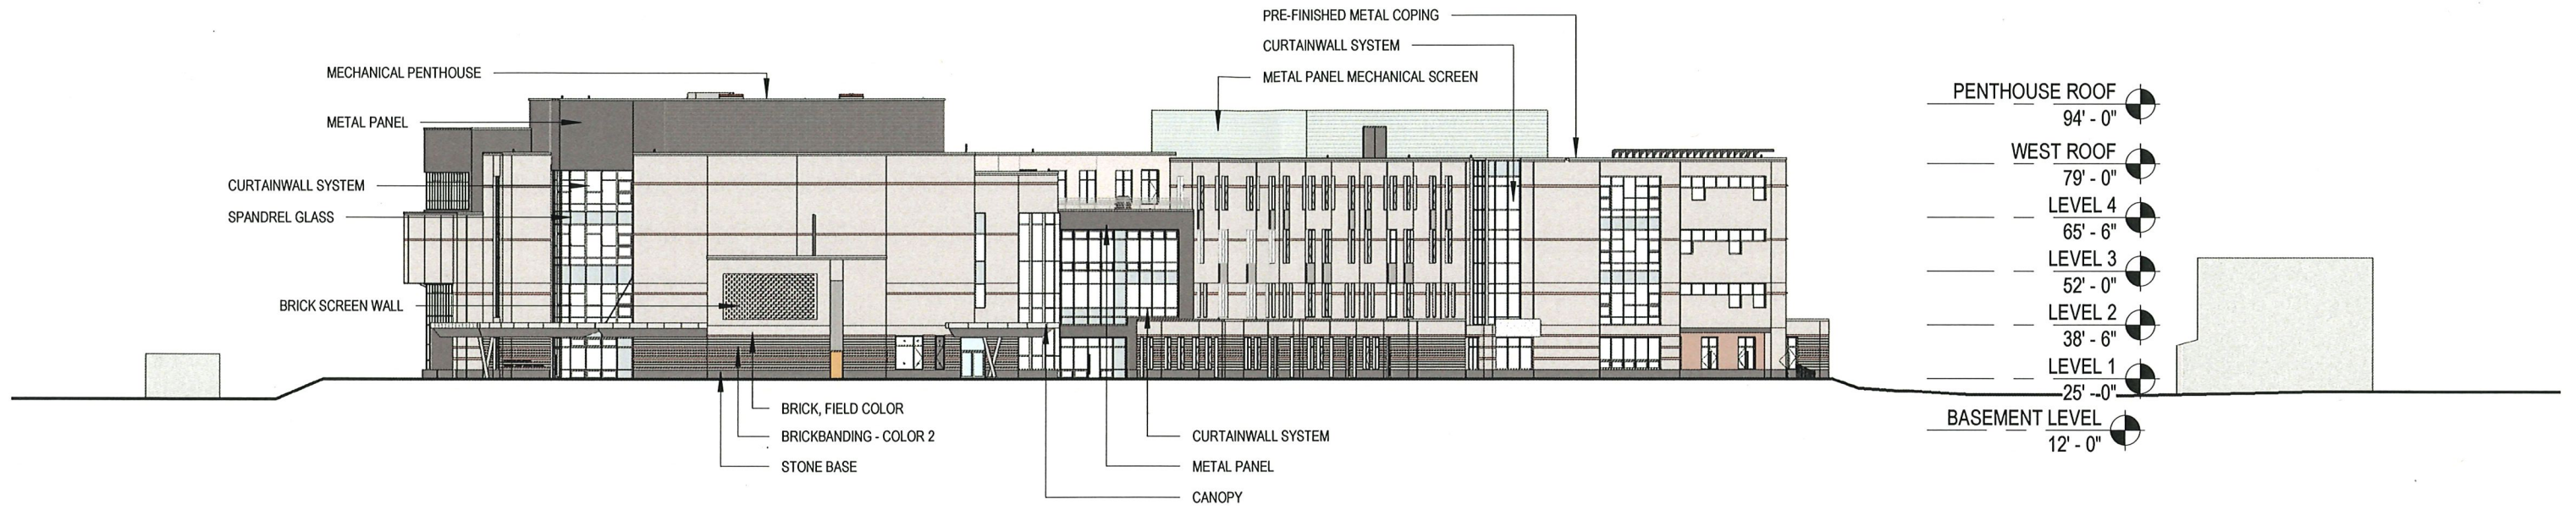 PRE-FINISHED METAL COPING
CURTAINWALL SYSTEM
METAL PANEL MECHANICAL SCREEN
MECHANICAL PENTHOUSE
METAL PANEL
CURTAINWALL SYSTEM
SPANDREL GLASS
BRICK SCREEN WALL
BRICK, FIELD COLOR
BRICKBANDING - COLOR 2
STONE BASE
CURTAINWALL SYSTEM
METAL PANEL
CANOPY
PENTHOUSE ROOF
94' - 0"
WEST ROOF
79' - 0"
LEVEL 4
65' - 6"
LEVEL 3
52' - 0"
LEVEL 2
38' - 6"
LEVEL 1
25' - 0"
BASEMENT LEVEL
12' - 0"